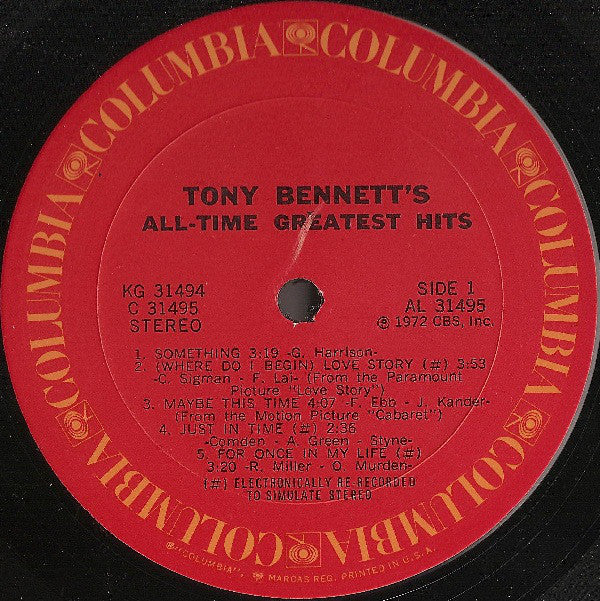 COLUMBIA COLUMBIA COLUMBIA COLUMBIA COLUMBIA COLUMBIA
TONY BENNETT'S
ALL-TIME GREATEST HITS
KG 31494
C 31495
STEREO
SIDE 1
AL 31495
℗ 1972 CBS, Inc.
1. SOMETHING 3:19 -G. Harrison-
2. (WHERE DO I BEGIN) LOVE STORY (#) 3:53
-C. Sigman - F. Lai- (From the Paramount
Picture "Love Story")
3. MAYBE THIS TIME 4:07 -F. Ebb - J. Kander-
(From the Motion Picture "Cabaret")
4. JUST IN TIME (#) 2:36
-Comden - A. Green - Styne-
5. FOR ONCE IN MY LIFE (#)
3:20 -R. Miller - O. Murden-
(#) ELECTRONICALLY RE-RECORDED
TO SIMULATE STEREO
®"COLUMBIA", MARCAS REG. PRINTED IN U.S.A.